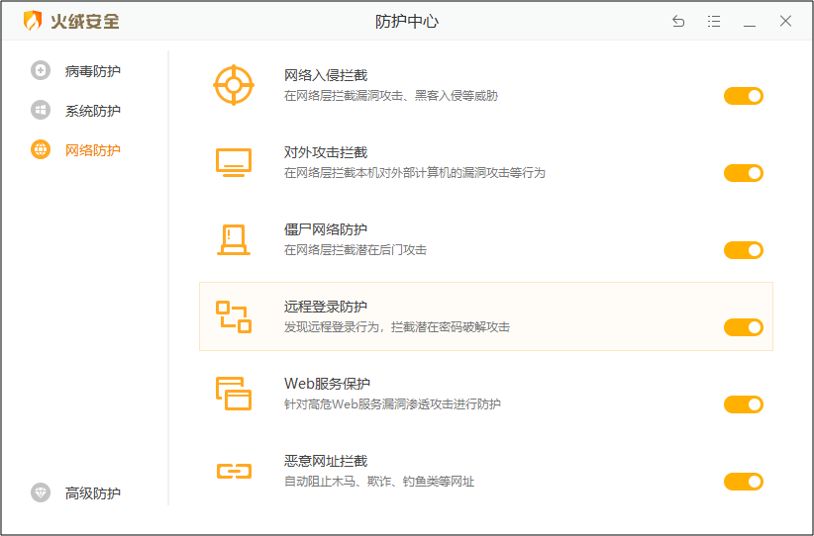 火绒安全
防护中心
病毒防护
系统防护
网络防护
高级防护
网络入侵拦截
在网络层拦截漏洞攻击、黑客入侵等威胁
对外攻击拦截
在网络层拦截本机对外部计算机的漏洞攻击等行为
僵尸网络防护
在网络层拦截潜在后门攻击
远程登录防护
发现远程登录行为，拦截潜在密码破解攻击
Web服务保护
针对高危Web服务漏洞渗透攻击进行防护
恶意网址拦截
自动阻止木马、欺诈、钓鱼类等网址